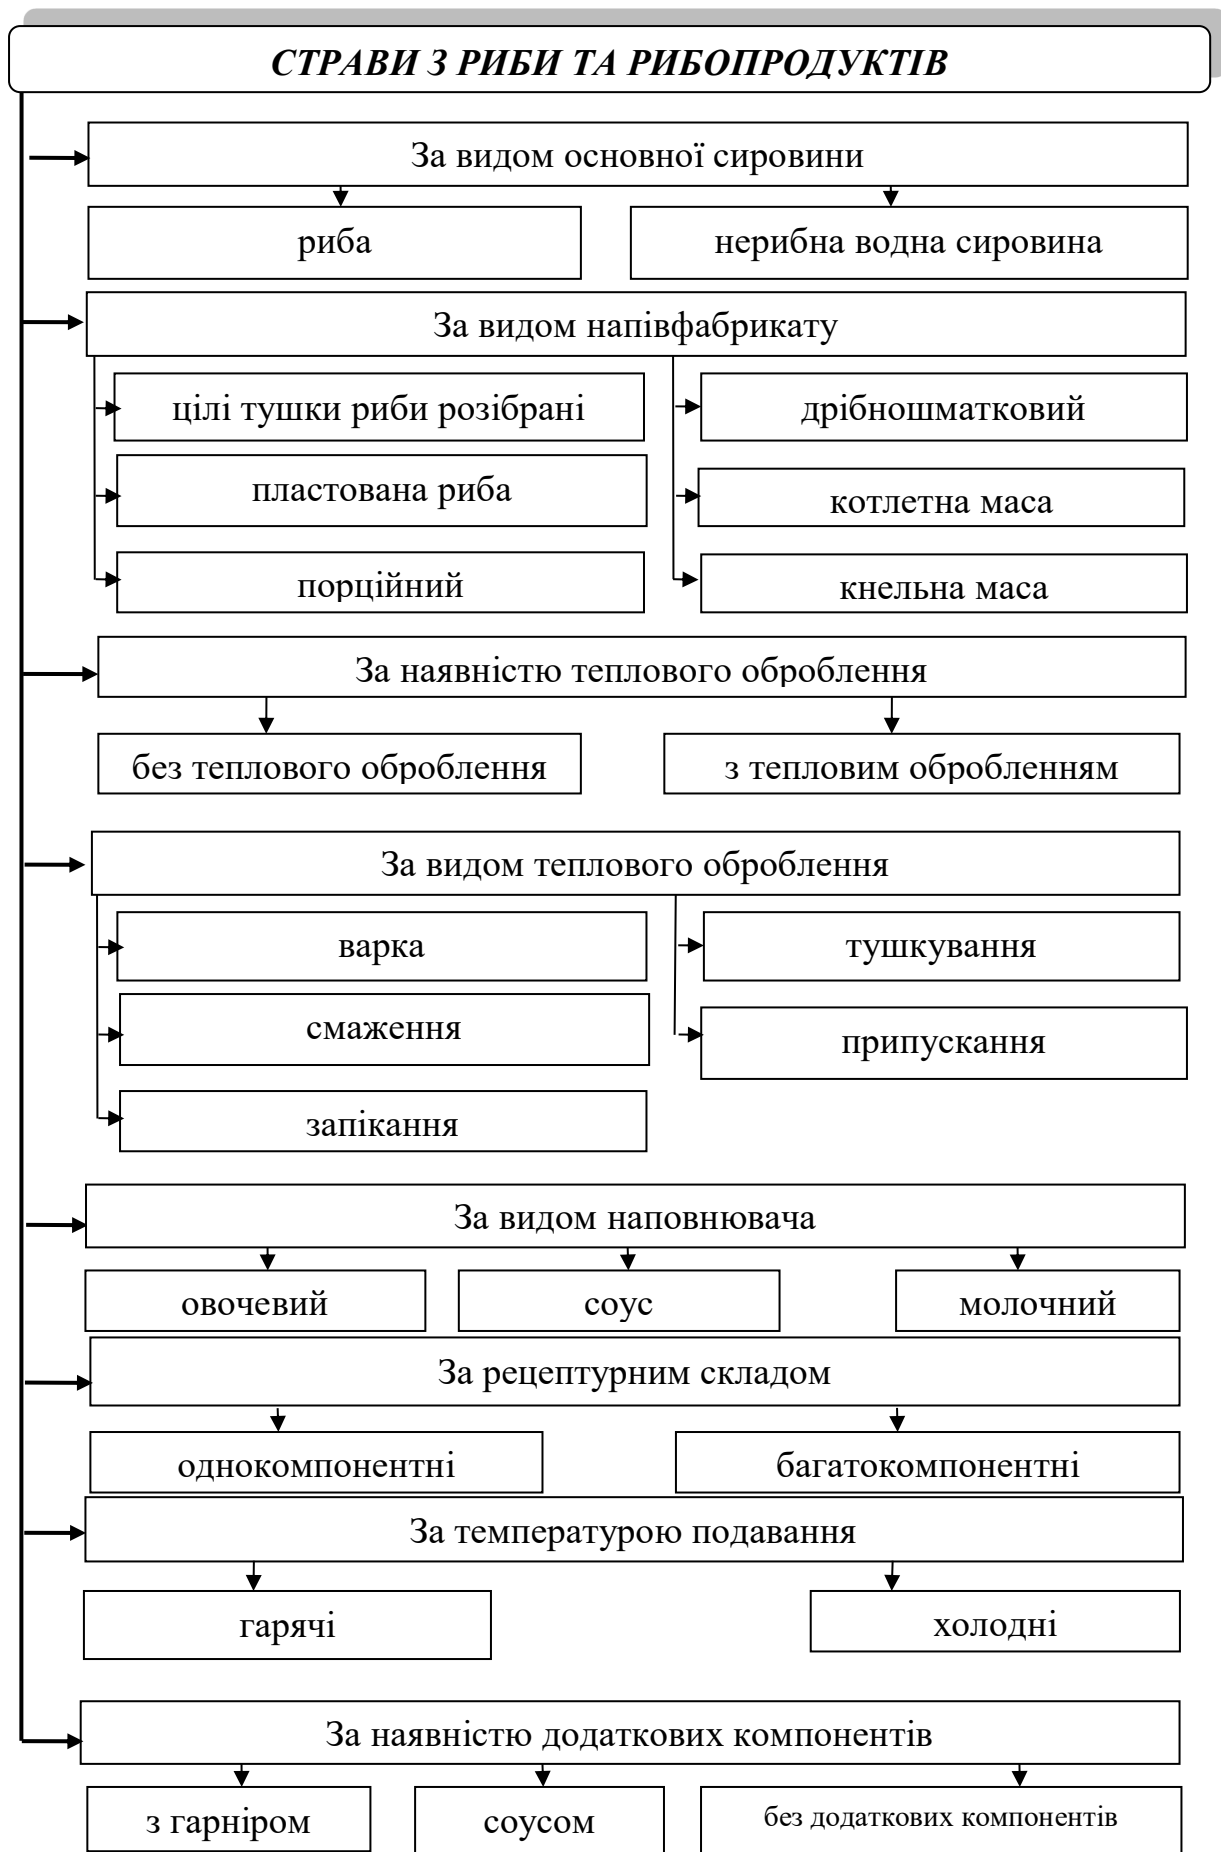 СТРАВИ З РИБИ ТА РИБОПРОДУКТІВ
За видом основної сировини
риба
нерибна водна сировина
За видом напівфабрикату
цілі тушки риби розібрані
дрібношматковий
пластована риба
котлетна маса
порційний
кнельна маса
За наявністю теплового оброблення
без теплового оброблення
з тепловим обробленням
За видом теплового оброблення
варка
тушкування
смаження
припускання
запікання
За видом наповнювача
овочевий
соус
молочний
За рецептурним складом
однокомпонентні
багатокомпонентні
За температурою подавання
гарячі
холодні
За наявністю додаткових компонентів
з гарніром
соусом
без додаткових компонентів